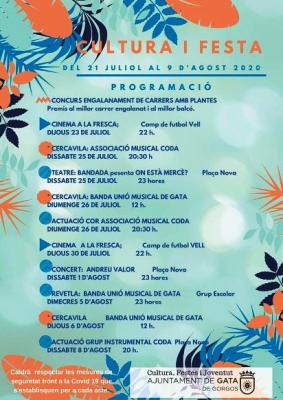 CULTURA I FESTA
DEL 21 JULIOL AL 9 D'AGOST 2020
PROGRAMACIÓ
CONCURS ENGALANAMENT DE CARRERS AMB PLANTES
Premis al millor carrer engalanat i al millor balcó.
CINEMA A LA FRESCA; Camp de futbol Vell
DIJOUS 23 DE JULIOL 22 h.
CERCAVILA: ASSOCIACIÓ MUSICAL CODA
DISSABTE 25 DE JULIOL 20:30 h
TEATRE: BANDADA pesenta ON ESTÀ MERCÈ? Plaça Nova
DISSABTE 25 DE JULIOL 23 hores
CERCAVILA: BANDA UNIÓ MUSICAL DE GATA
DIUMENGE 26 DE JULIOL 12 h.
ACTUACIÓ COR ASSOCIACIÓ MUSICAL CODA
DIUMENGE 26 DE JULIOL 20:30 h.
CINEMA A LA FRESCA; Camp de futbol VELL
DIJOUS 30 DE JULIOL 22 h.
CONCERT: ANDREU VALOR Plaça Nova
DISSABTE 1 D'AGOST 23 hores
REVETLA: BANDA UNIÓ MUSICAL DE GATA Grup Escolar
DIMECRES 5 D'AGOST 23 hores
CERCAVILA BANDA UNIÓ MUSICAL DE GATA
DIJOUS 6 D'AGOST 12 h.
ACTUACIÓ GRUP INSTRUMENTAL CODA Plaça Nova
DISSABTE 8 D'AGOST 20 h.
Caldrà respectar les mesures de
seguretat front a la Covid 19 que
s'estableixquen per a cada acte.
Cultura, Festes i Joventut
AJUNTAMENT DE GATA
DE GORGOS